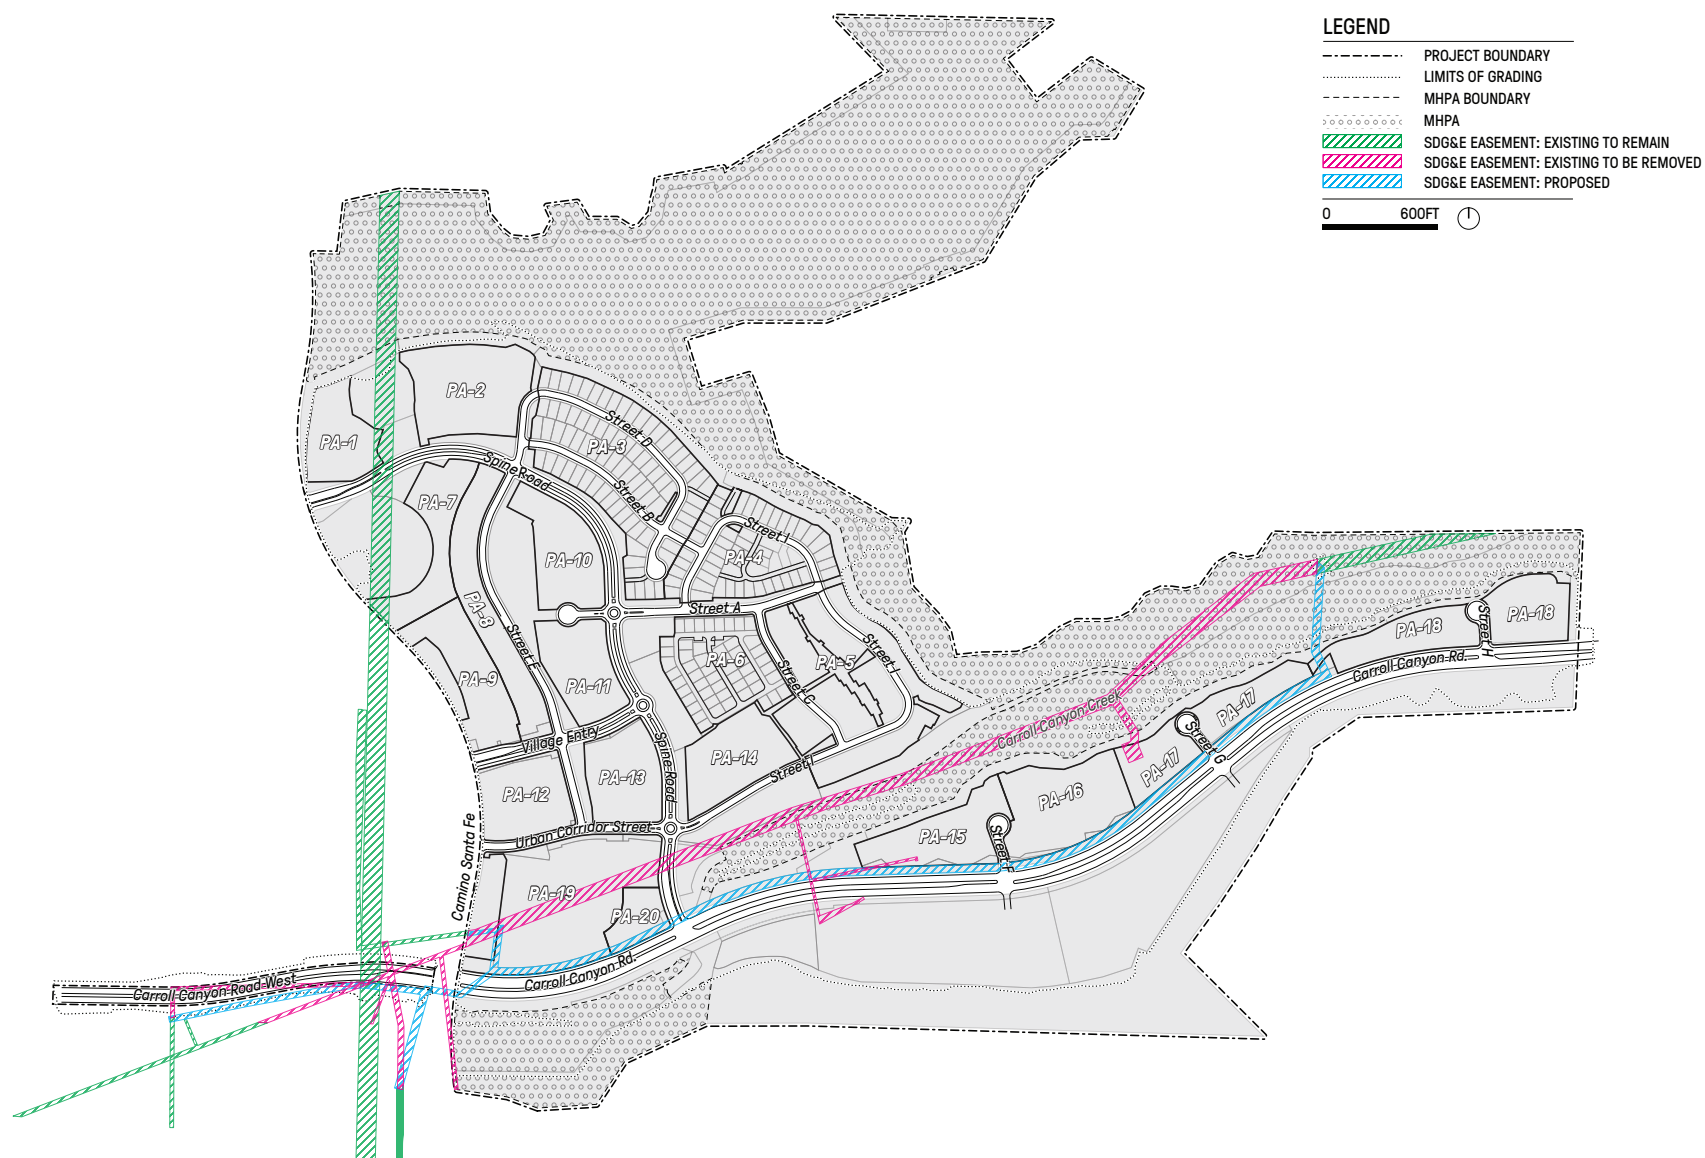 LEGEND
PROJECT BOUNDARY
LIMITS OF GRADING
MHPA BOUNDARY
MHPA
SDG&E EASEMENT: EXISTING TO REMAIN
SDG&E EASEMENT: EXISTING TO BE REMOVED
SDG&E EASEMENT: PROPOSED
0 600FT
PA-1
PA-2
Street D
PA-3
Spine Road
Street B
PA-7
Street I
PA-4
PA-10
Street A
PA-8
Street E
PA-6
PA-5
Street I
Street C
PA-9
PA-11
Village Entry
Spine Road
PA-14
Street I
PA-13
PA-12
Urban Corridor Street
Camino Santa Fe
PA-19
PA-20
Carroll Canyon Rd.
Carroll Canyon Road West
Carroll Canyon Creek
PA-15
Street F
PA-16
PA-17
Street G
PA-17
Carroll Canyon Rd.
PA-18
Street H
PA-18